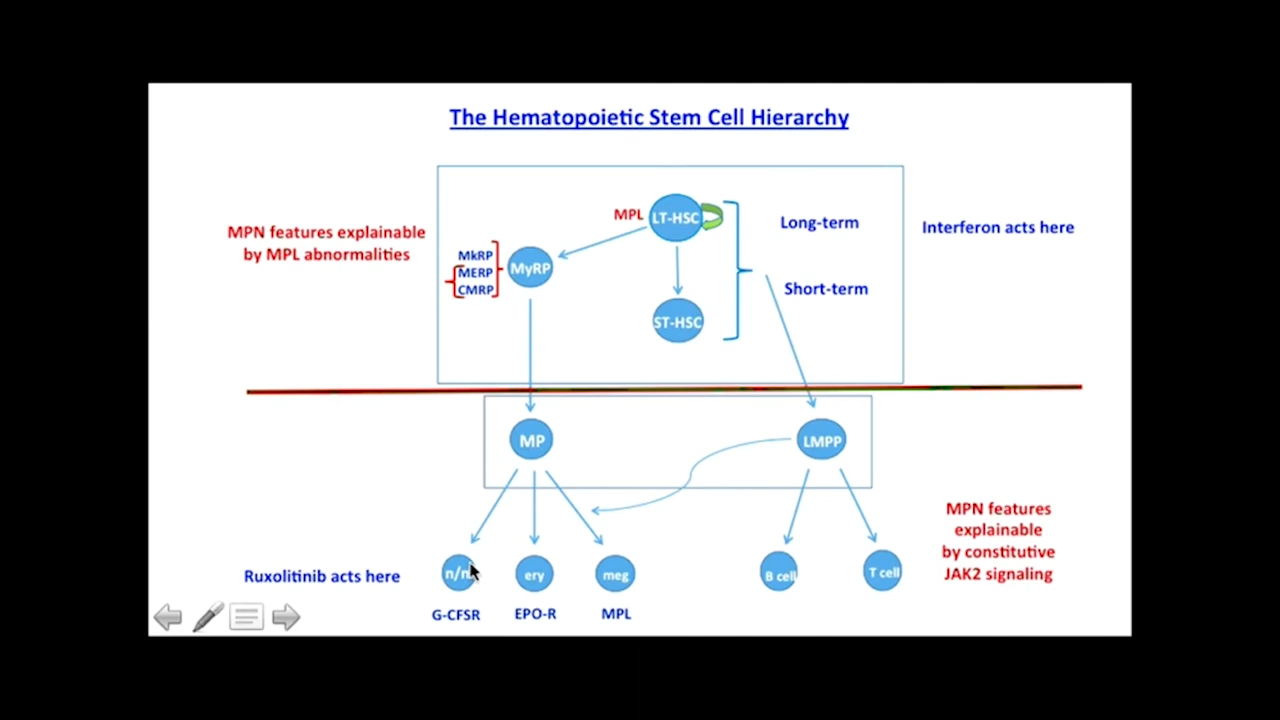 The Hematopoietic Stem Cell Hierarchy
MPN features explainable
by MPL abnormalities
MPL
LT-HSC
Long-term
Interferon acts here
MkRP
MERP
CMRP
MyRP
Short-term
ST-HSC
MP
LMPP
MPN features
explainable
by constitutive
JAK2 signaling
Ruxolitinib acts here
ery
meg
B cell
T cell
G-CFSR
EPO-R
MPL